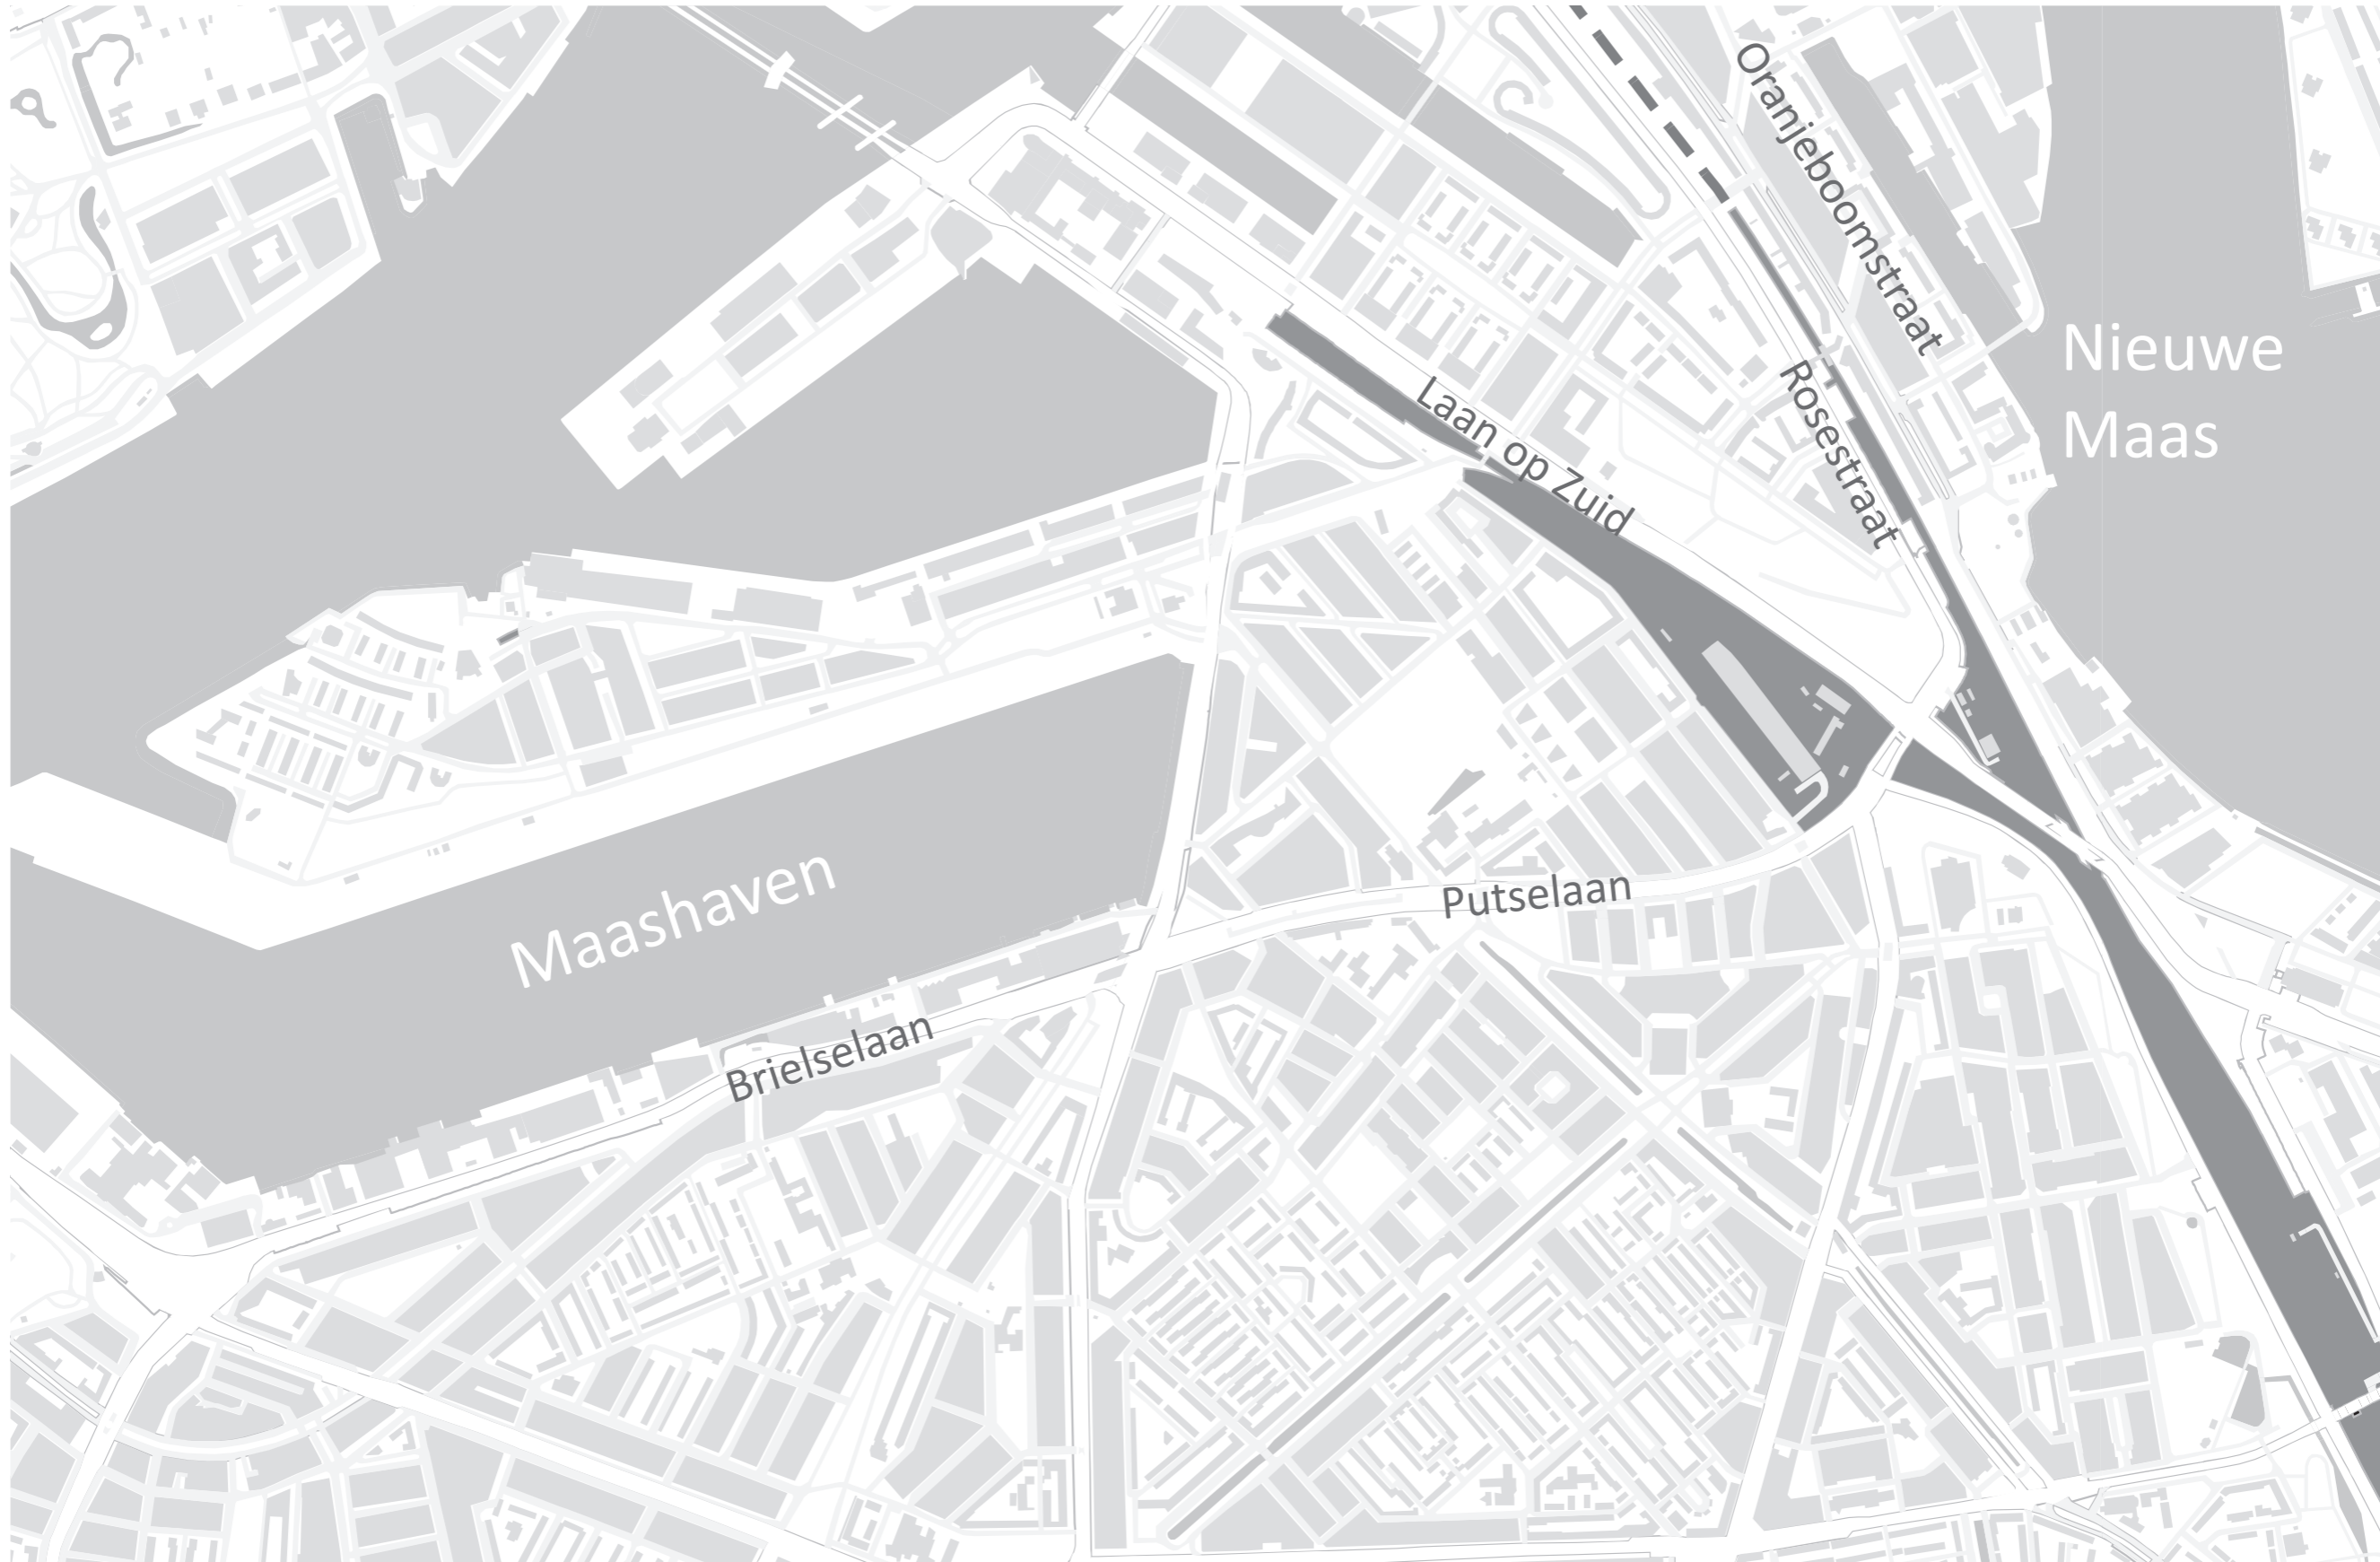 Oranjeboomstraat
Nieuwe
Maas
Rosestraat
Laan op Zuid
Putselaan
Maashaven
Brielselaan